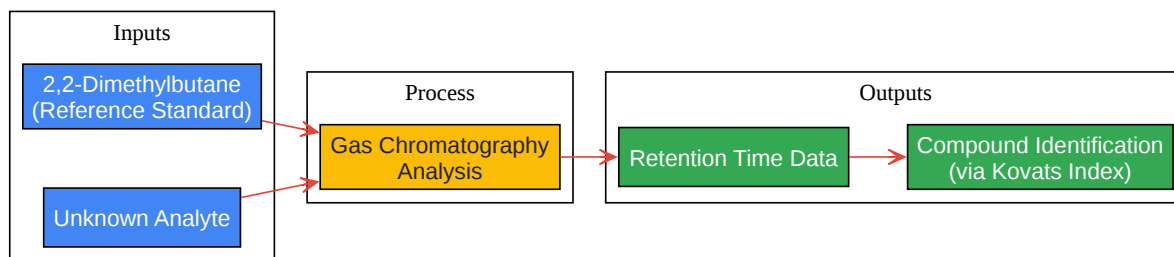 Inputs
2,2-Dimethylbutane
(Reference Standard)
Unknown Analyte
Process
Gas Chromatography
Analysis
Outputs
Retention Time Data
Compound Identification
(via Kovats Index)